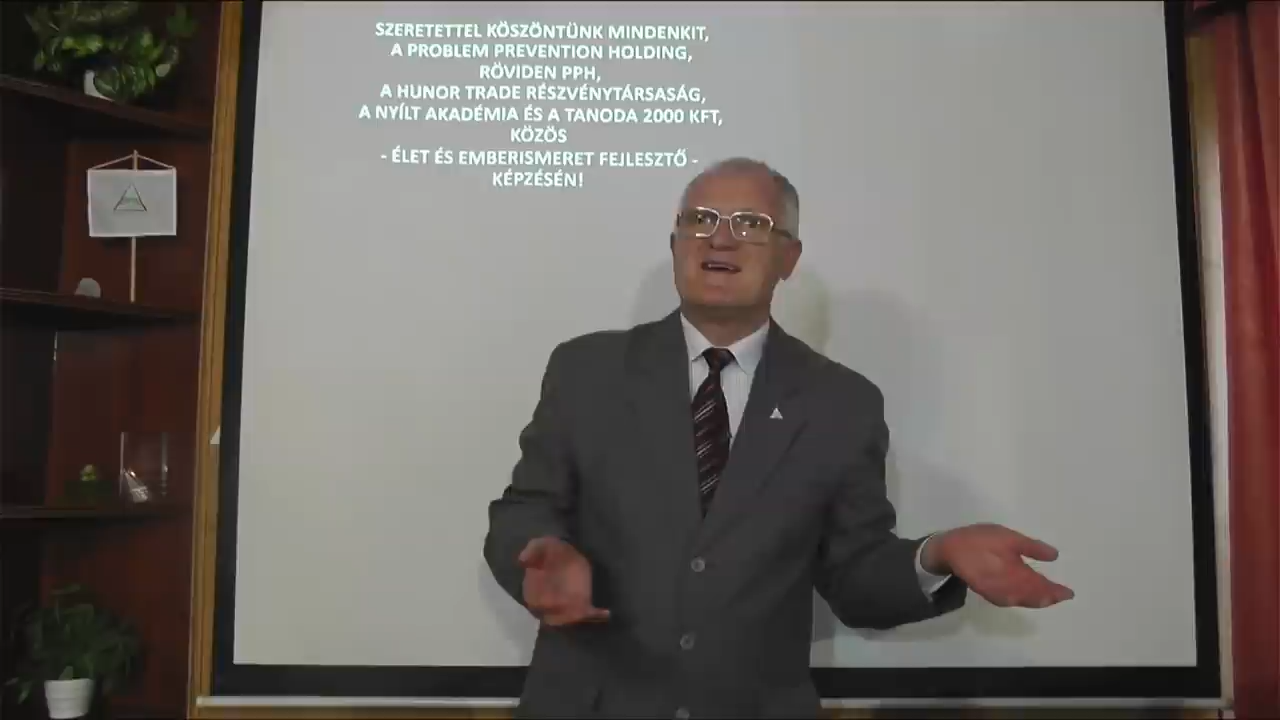 SZERETETTEL KÖSZÖNTÜNK MINDENKIT,
A PROBLEM PREVENTION HOLDING,
RÖVIDEN PPH,
A HUNOR TRADE RÉSZVÉNYTÁRSASÁG,
A NYÍLT AKADÉMIA ÉS A TANODA 2000 KFT,
KÖZÖS
- ÉLET ÉS EMBERISMERET FEJLESZTŐ -
KÉPZÉSÉN!